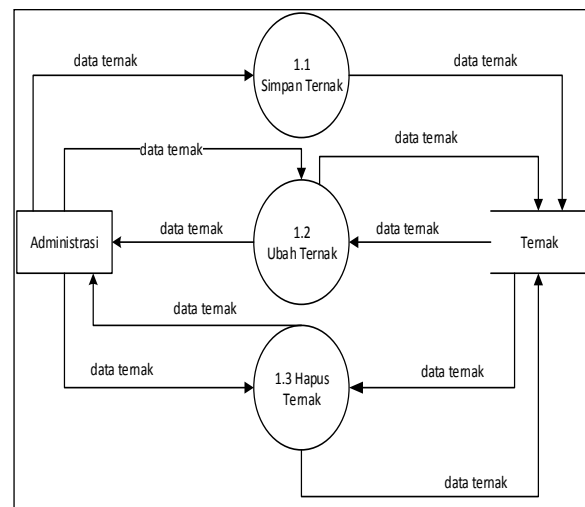 1.1
Simpan Ternak
data ternak
data ternak
data ternak
data ternak
1.2
Ubah Ternak
data ternak
data ternak
Administrasi
Ternak
data ternak
1.3 Hapus
Ternak
data ternak
data ternak
data ternak